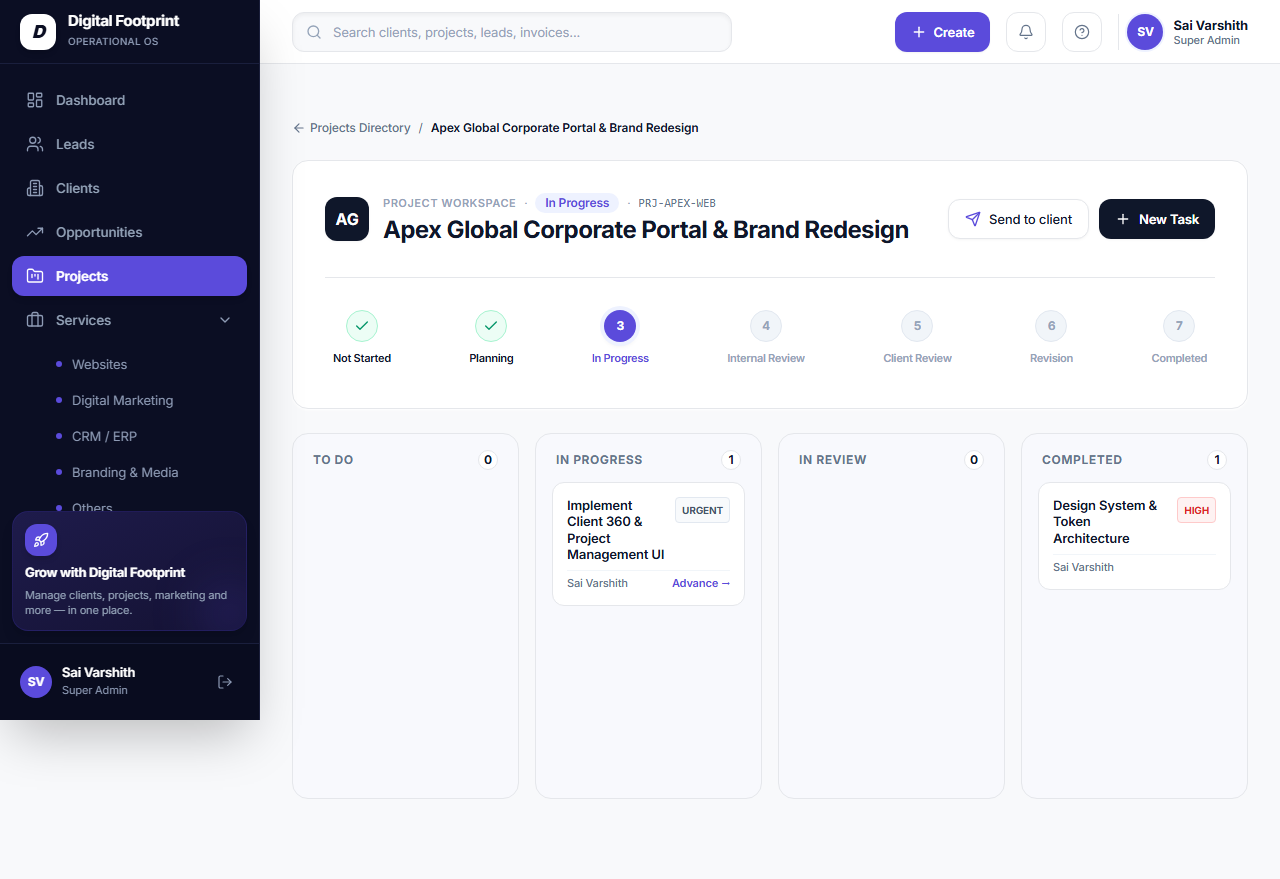 D
Digital Footprint
OPERATIONAL OS
Search clients, projects, leads, invoices...
Create
SV
Sai Varshith
Super Admin
Dashboard
Leads
Clients
Opportunities
Projects
Services
Websites
Digital Marketing
CRM / ERP
Branding & Media
Others
Grow with Digital Footprint
Manage clients, projects, marketing and
more — in one place.
SV
Sai Varshith
Super Admin
← Projects Directory / Apex Global Corporate Portal & Brand Redesign
AG
PROJECT WORKSPACE · In Progress · PRJ-APEX-WEB
Apex Global Corporate Portal & Brand Redesign
Send to client
New Task
Not Started
Planning
3
In Progress
4
Internal Review
5
Client Review
6
Revision
7
Completed
TO DO 0
IN PROGRESS 1
Implement
Client 360 &
Project
Management UI
URGENT
Sai Varshith
Advance →
IN REVIEW 0
COMPLETED 1
Design System &
Token
Architecture
HIGH
Sai Varshith